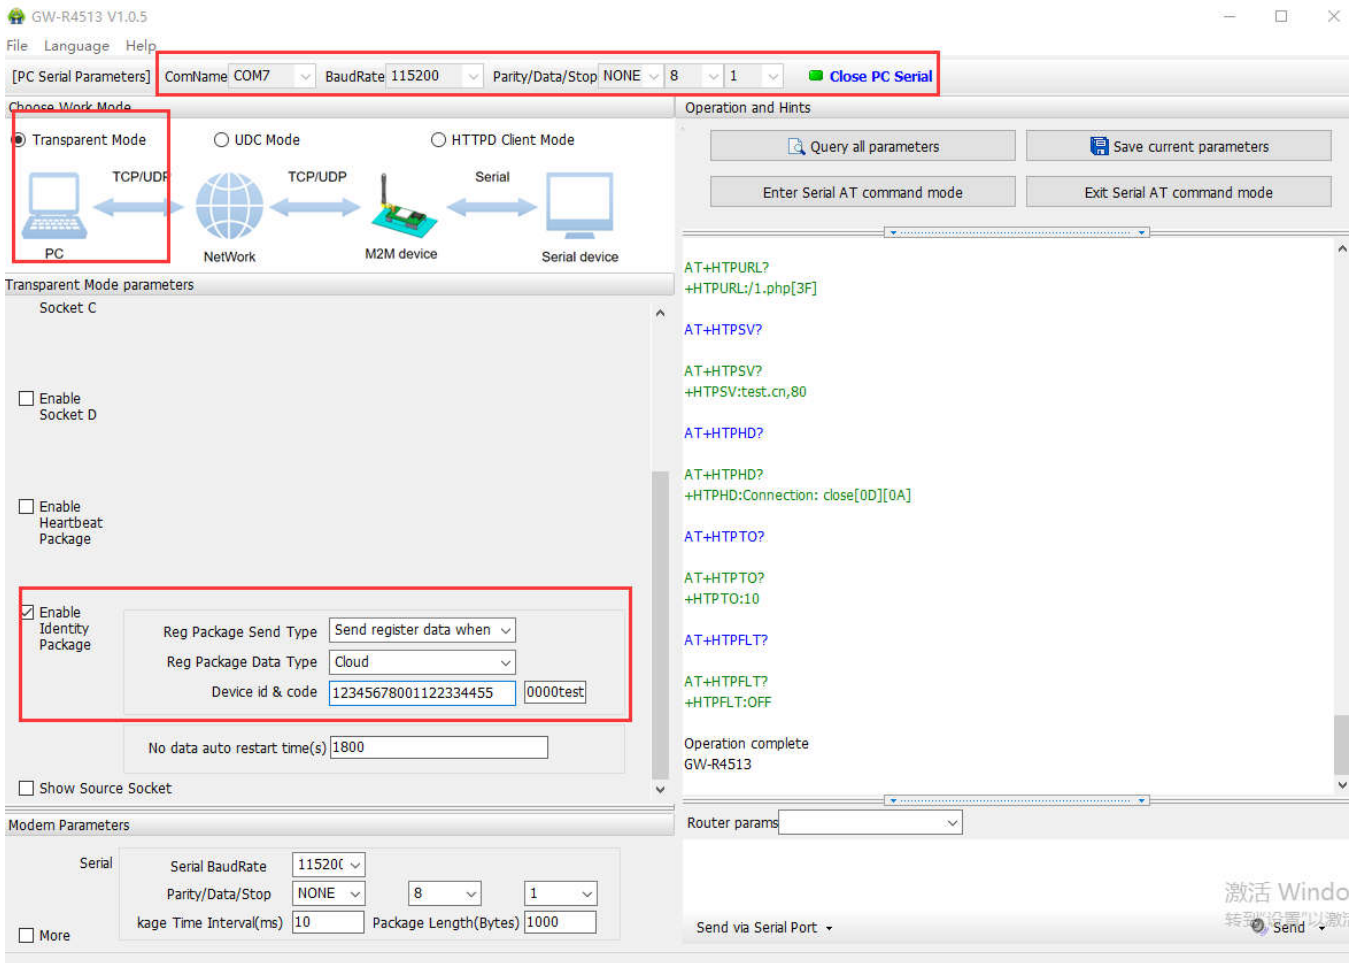 GW-R4513 V1.0.5
File Language Help
[PC Serial Parameters] ComName COM7 BaudRate 115200 Parity/Data/Stop NONE 8 1 Close PC Serial
Choose Work Mode
Transparent Mode UDC Mode HTTPD Client Mode
TCP/UDP TCP/UDP Serial
PC NetWork M2M device Serial device
Transparent Mode parameters
Socket C
Enable
Socket D
Enable
Heartbeat
Package
Enable
Identity
Package
Reg Package Send Type Send register data when
Reg Package Data Type Cloud
Device id & code 12345678001122334455 0000test
No data auto restart time(s) 1800
Show Source Socket
Modem Parameters
Serial
Serial BaudRate 11520(
Parity/Data/Stop NONE 8 1
kage Time Interval(ms) 10 Package Length(Bytes) 1000
More
Operation and Hints
Query all parameters Save current parameters
Enter Serial AT command mode Exit Serial AT command mode
AT+HTPURL?
+HTPURL:/1.php[3F]
AT+HTPSV?
AT+HTPSV?
+HTPSV:test.cn,80
AT+HTPHD?
AT+HTPHD?
+HTPHD:Connection: close[0D][0A]
AT+HTPTO?
AT+HTPTO?
+HTPTO:10
AT+HTPFLT?
AT+HTPFLT?
+HTPFLT:OFF
Operation complete
GW-R4513
Router params
激活 Windo
转到"设置"以激活
Send via Serial Port Send